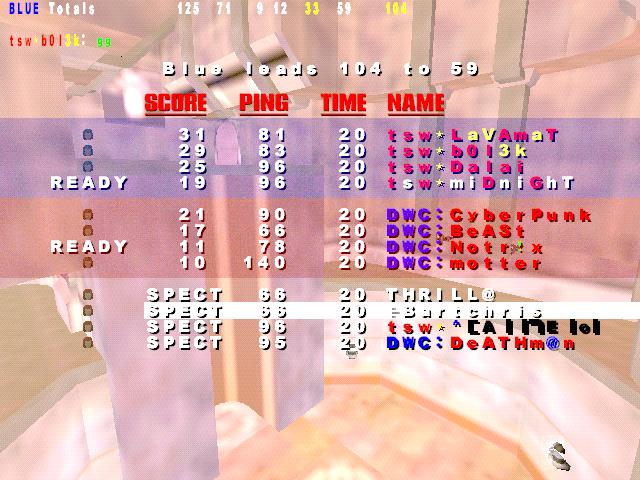 BLUE Totals 125 71 9 12 33 59 104
tsw*b0l3k: gg
Blue leads 104 to 59
SCORE PING TIME NAME
31 81 20 tsw*LaVAmaT
29 83 20 tsw*b0l3k
25 96 20 tsw*Dalai
READY 19 96 20 tsw*miDniGhT
21 90 20 DWC:CyberPunk
17 66 20 DWC:BeASt
READY 11 78 20 DWC:Notr
10 140 20 DWC:motter
SPECT 66 20 THRILL@
SPECT 66 20 =Bartchris
SPECT 96 20 tsw*
SPECT 95 20 DWC:DeATHm@n